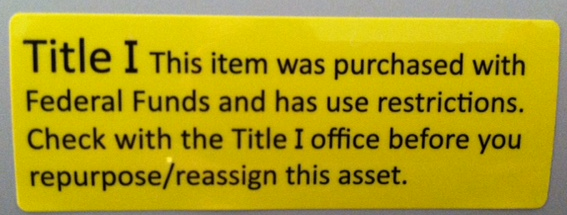 Title I This item was purchased with
Federal Funds and has use restrictions.
Check with the Title I office before you
repurpose/reassign this asset.